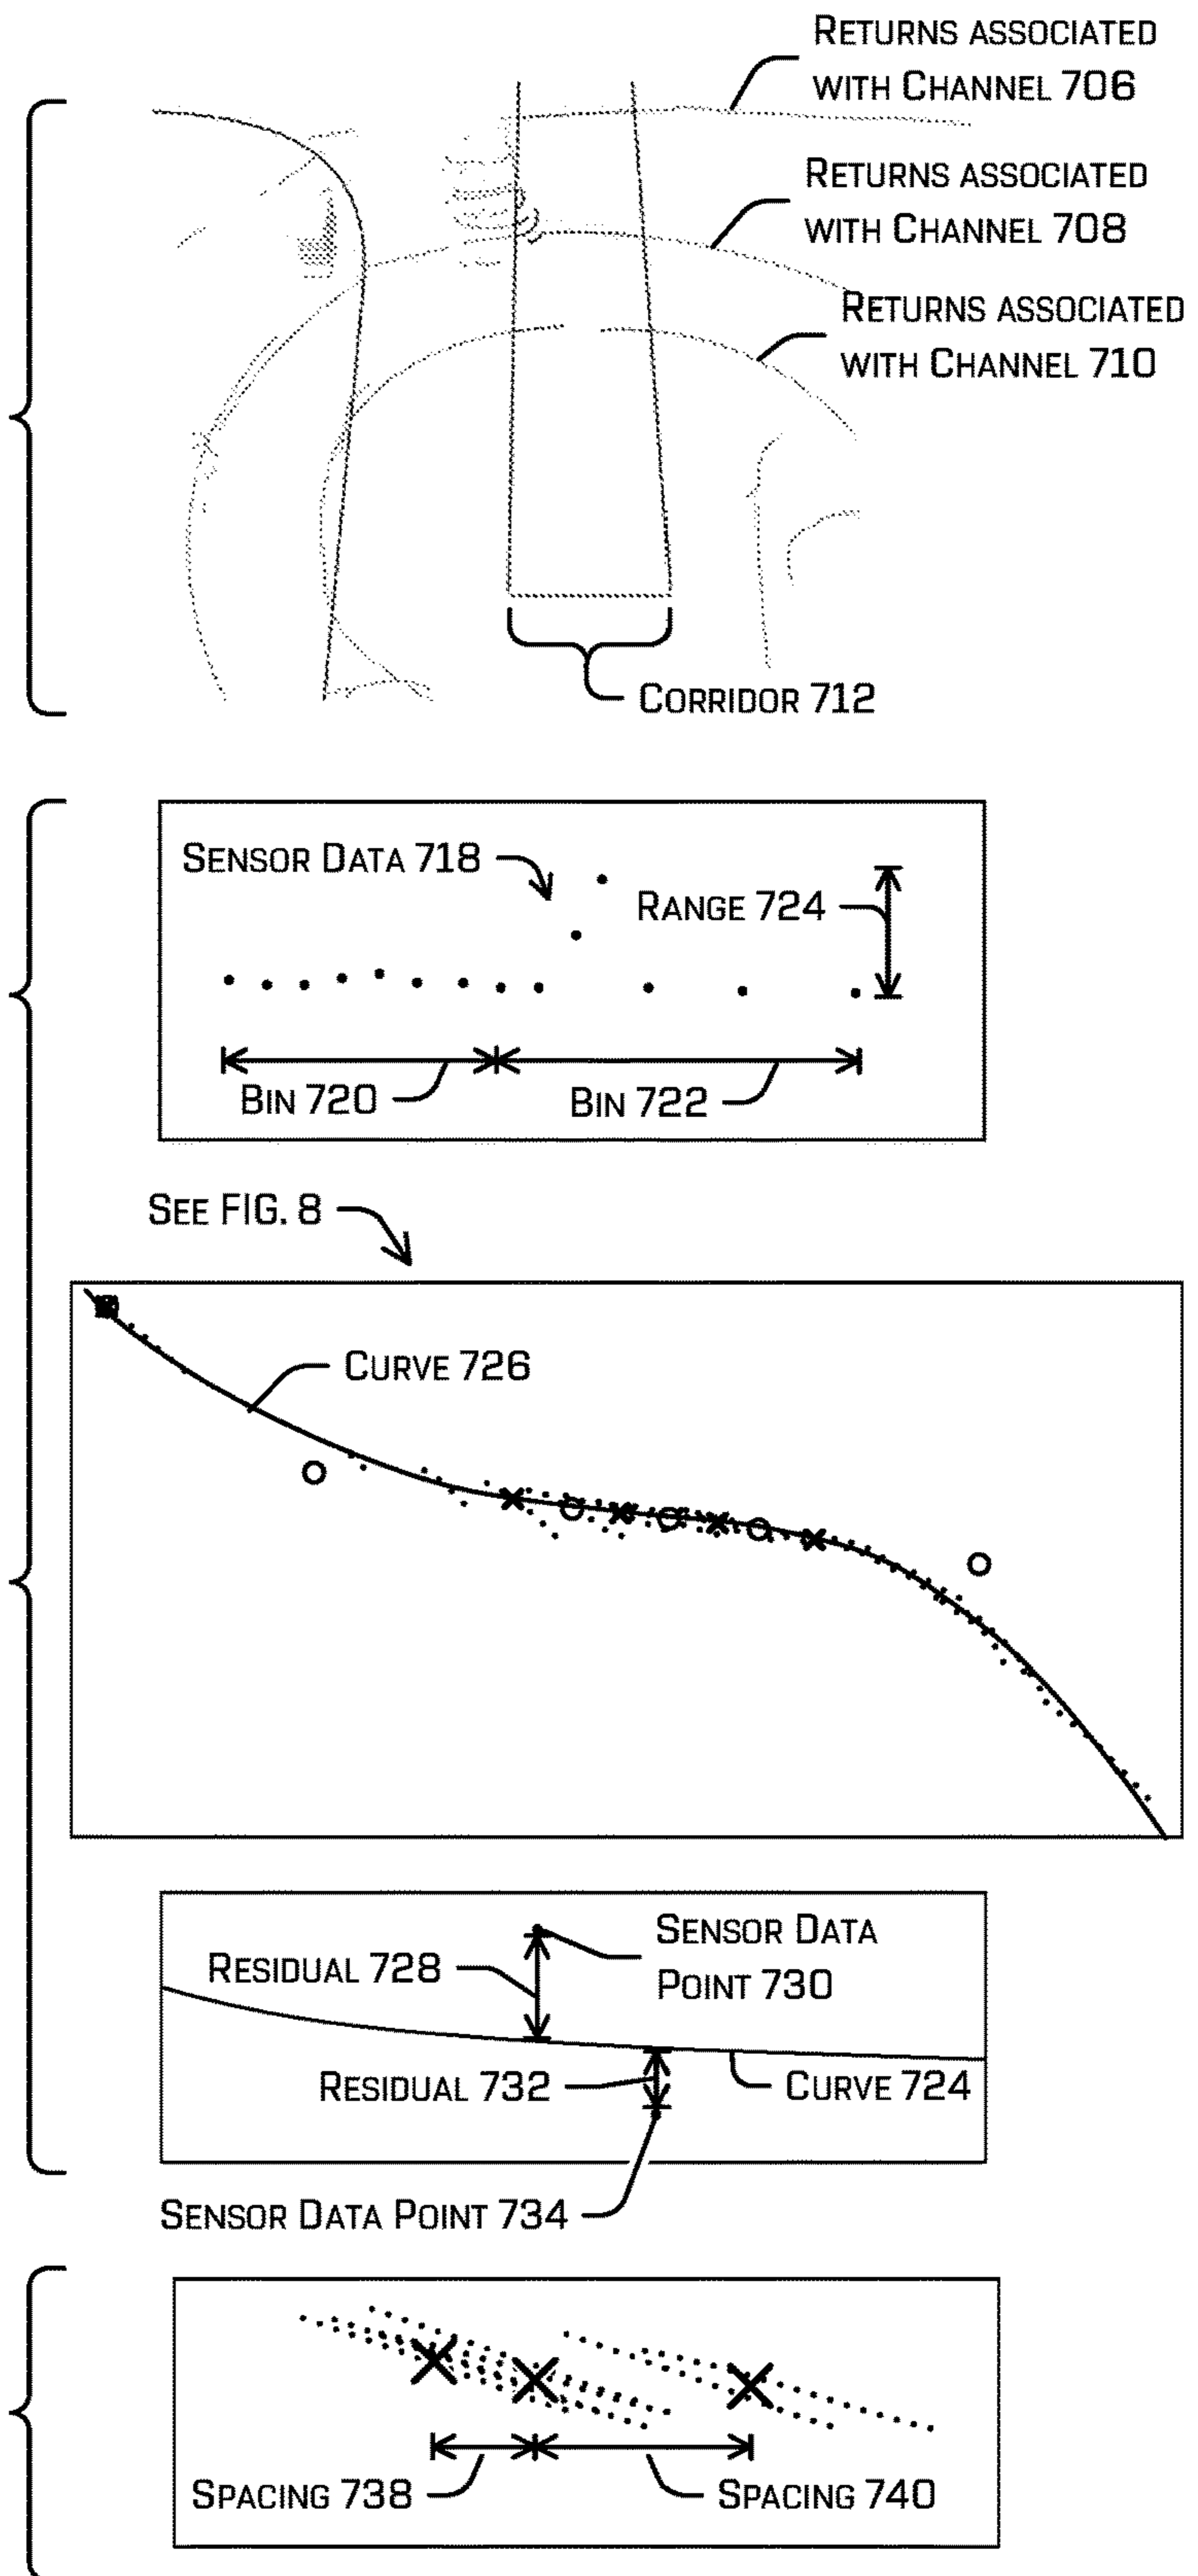 RETURNS ASSOCIATED
WITH CHANNEL 706
RETURNS ASSOCIATED
WITH CHANNEL 708
RETURNS ASSOCIATED
WITH CHANNEL 710
CORRIDOR 712
SENSOR DATA 718
RANGE 724
BIN 720
BIN 722
SEE FIG. 8
CURVE 726
SENSOR DATA
POINT 730
RESIDUAL 728
RESIDUAL 732
CURVE 724
SENSOR DATA POINT 734
SPACING 738
SPACING 740